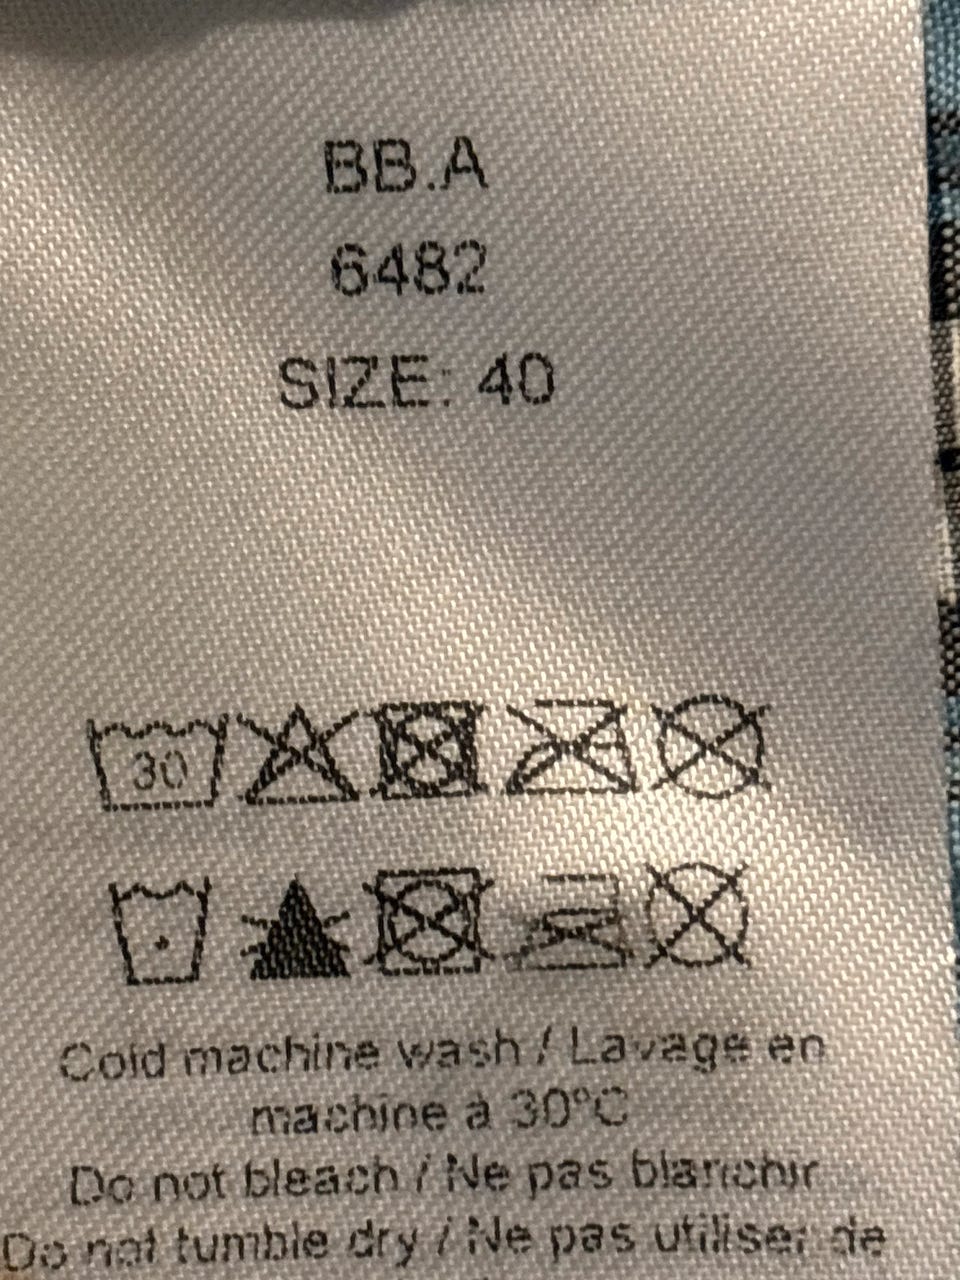 BB.A
6482
SIZE: 40
30
Cold machine wash / Lavage en
machine à 30°C
Do not bleach / Ne pas blanchir
Do not tumble dry / Ne pas utiliser de